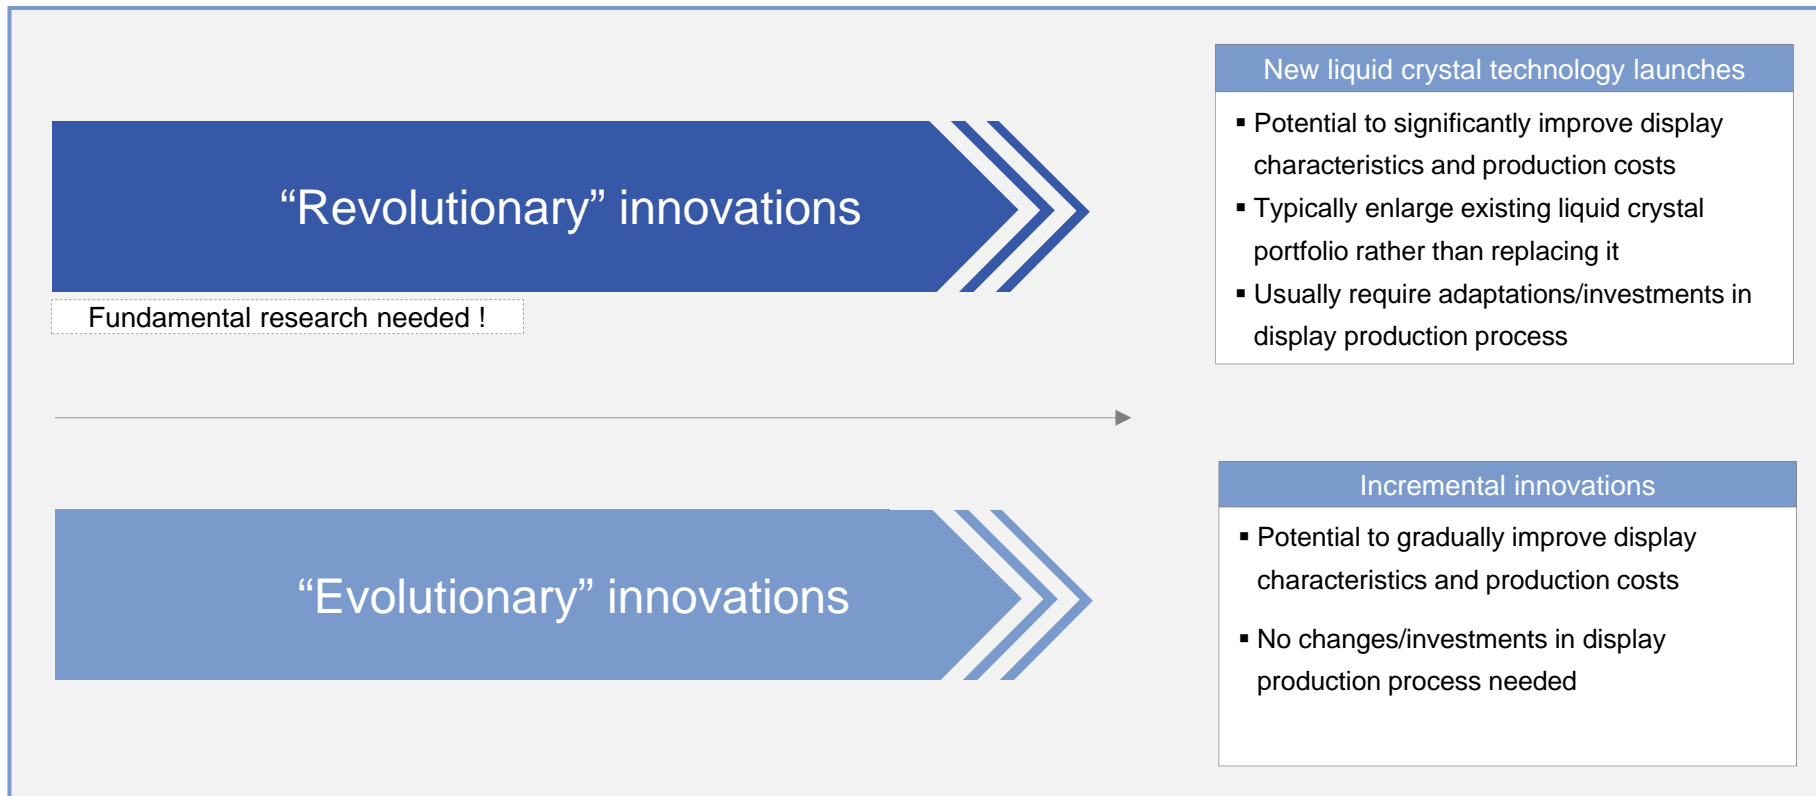 “Revolutionary” innovations
Fundamental research needed !
New liquid crystal technology launches
▪ Potential to significantly improve display
characteristics and production costs
▪ Typically enlarge existing liquid crystal
portfolio rather than replacing it
▪ Usually require adaptations/investments in
display production process
“Evolutionary” innovations
Incremental innovations
▪ Potential to gradually improve display
characteristics and production costs
▪ No changes/investments in display
production process needed